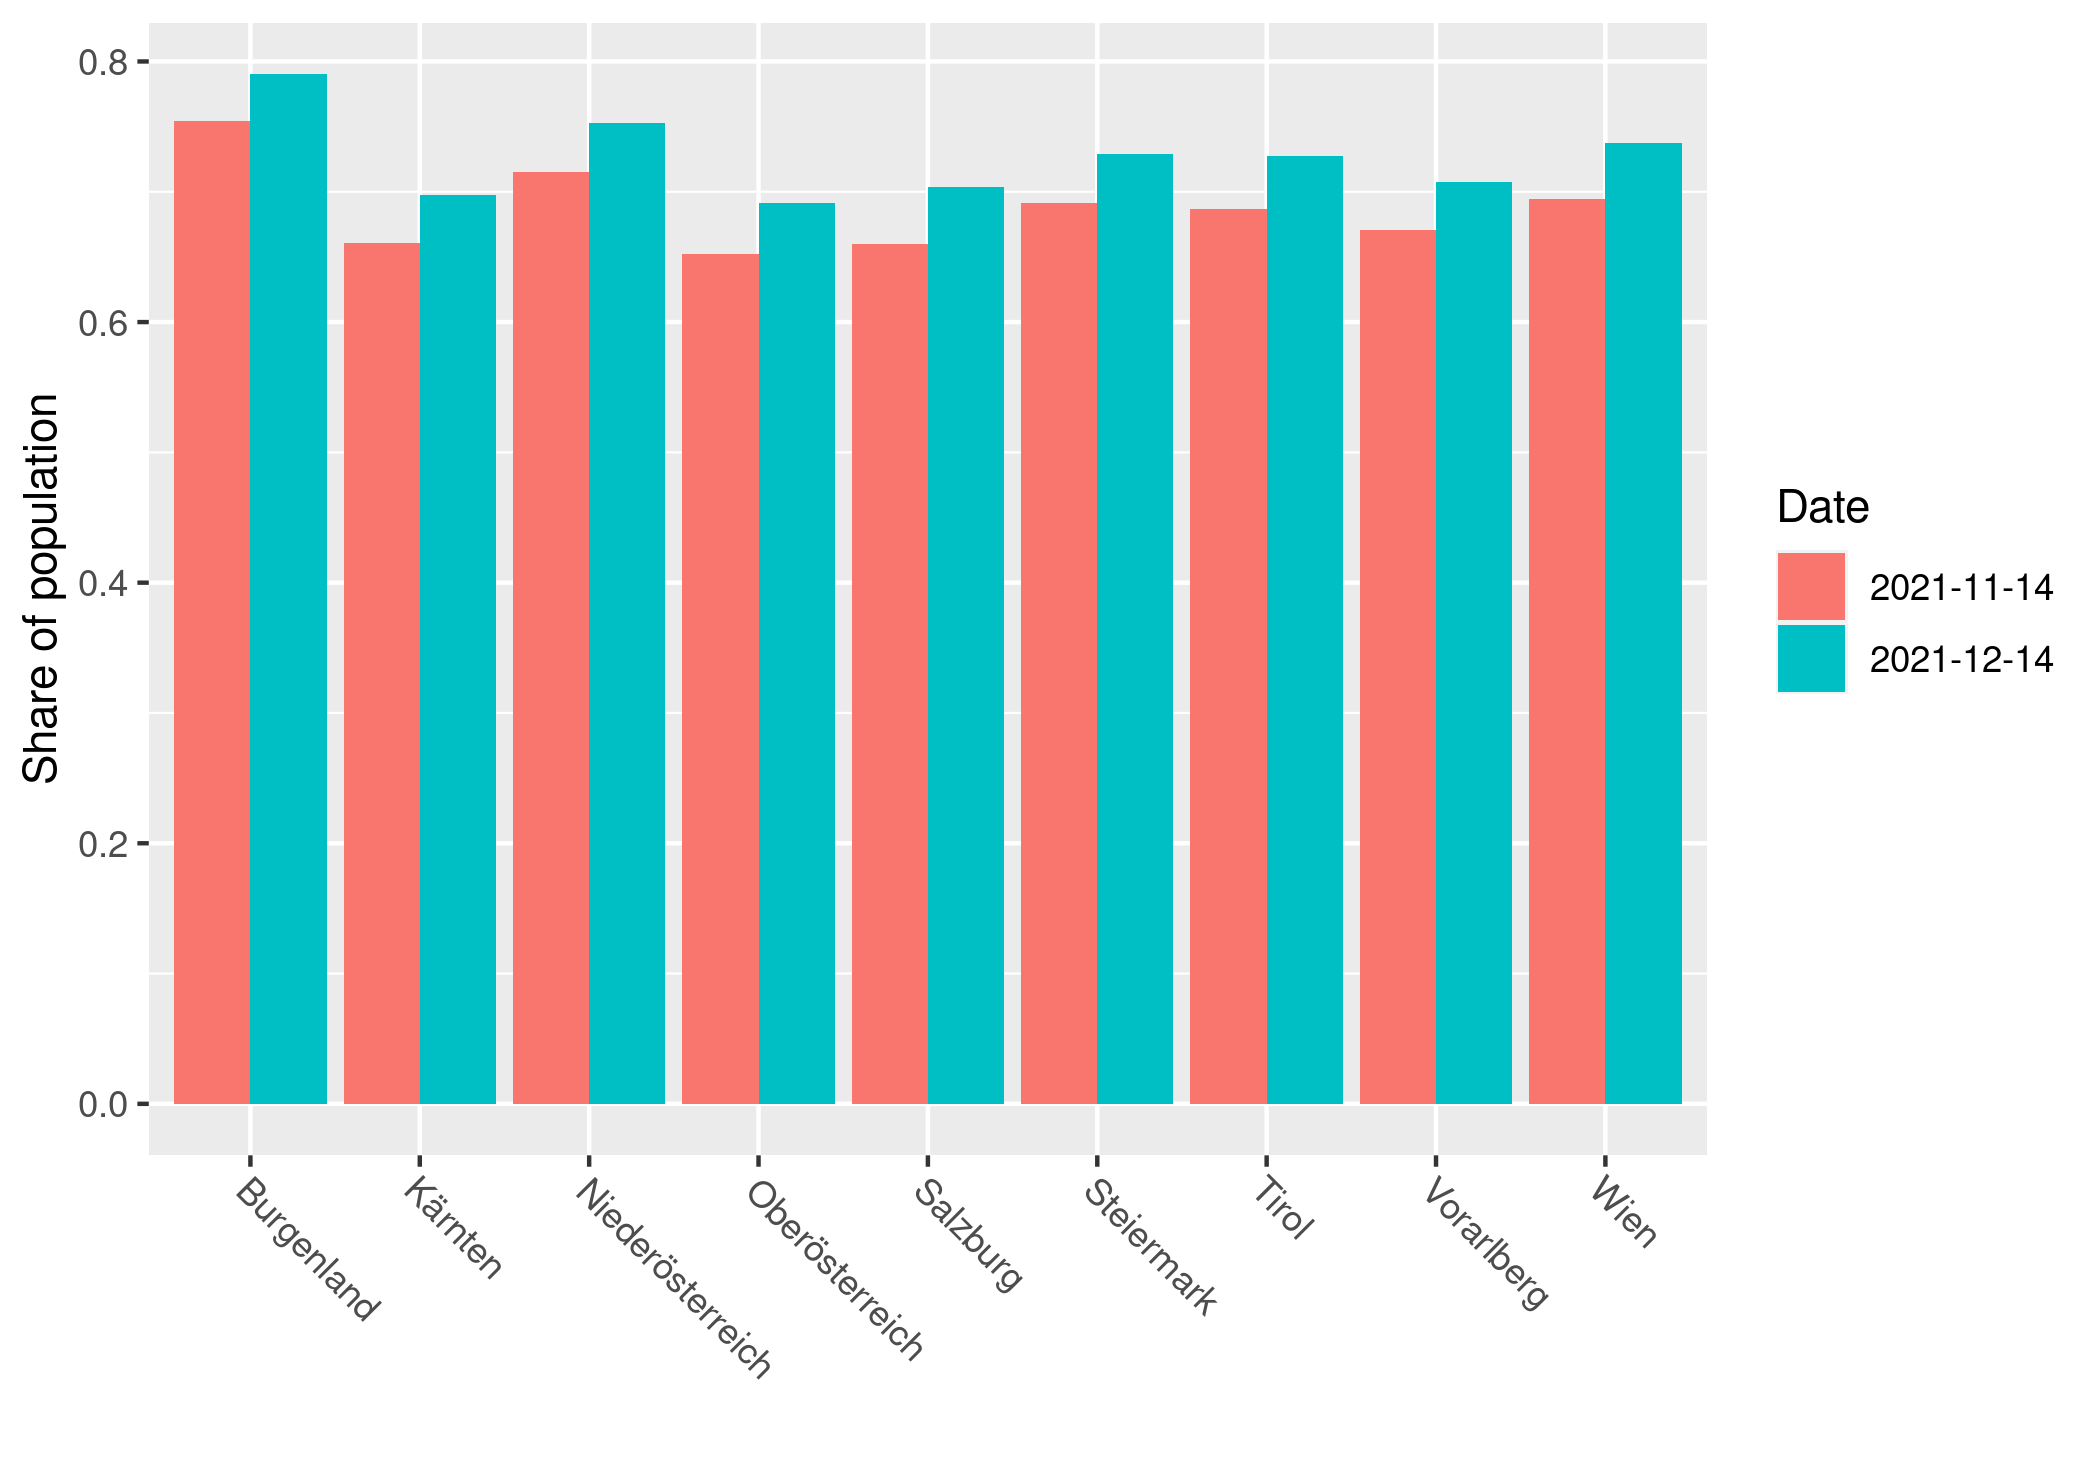 Share of population
0.8
0.6
0.4
0.2
0.0
Burgenland
Kärnten
Niederösterreich
Oberösterreich
Salzburg
Steiermark
Tirol
Vorarlberg
Wien
Date
2021-11-14
2021-12-14